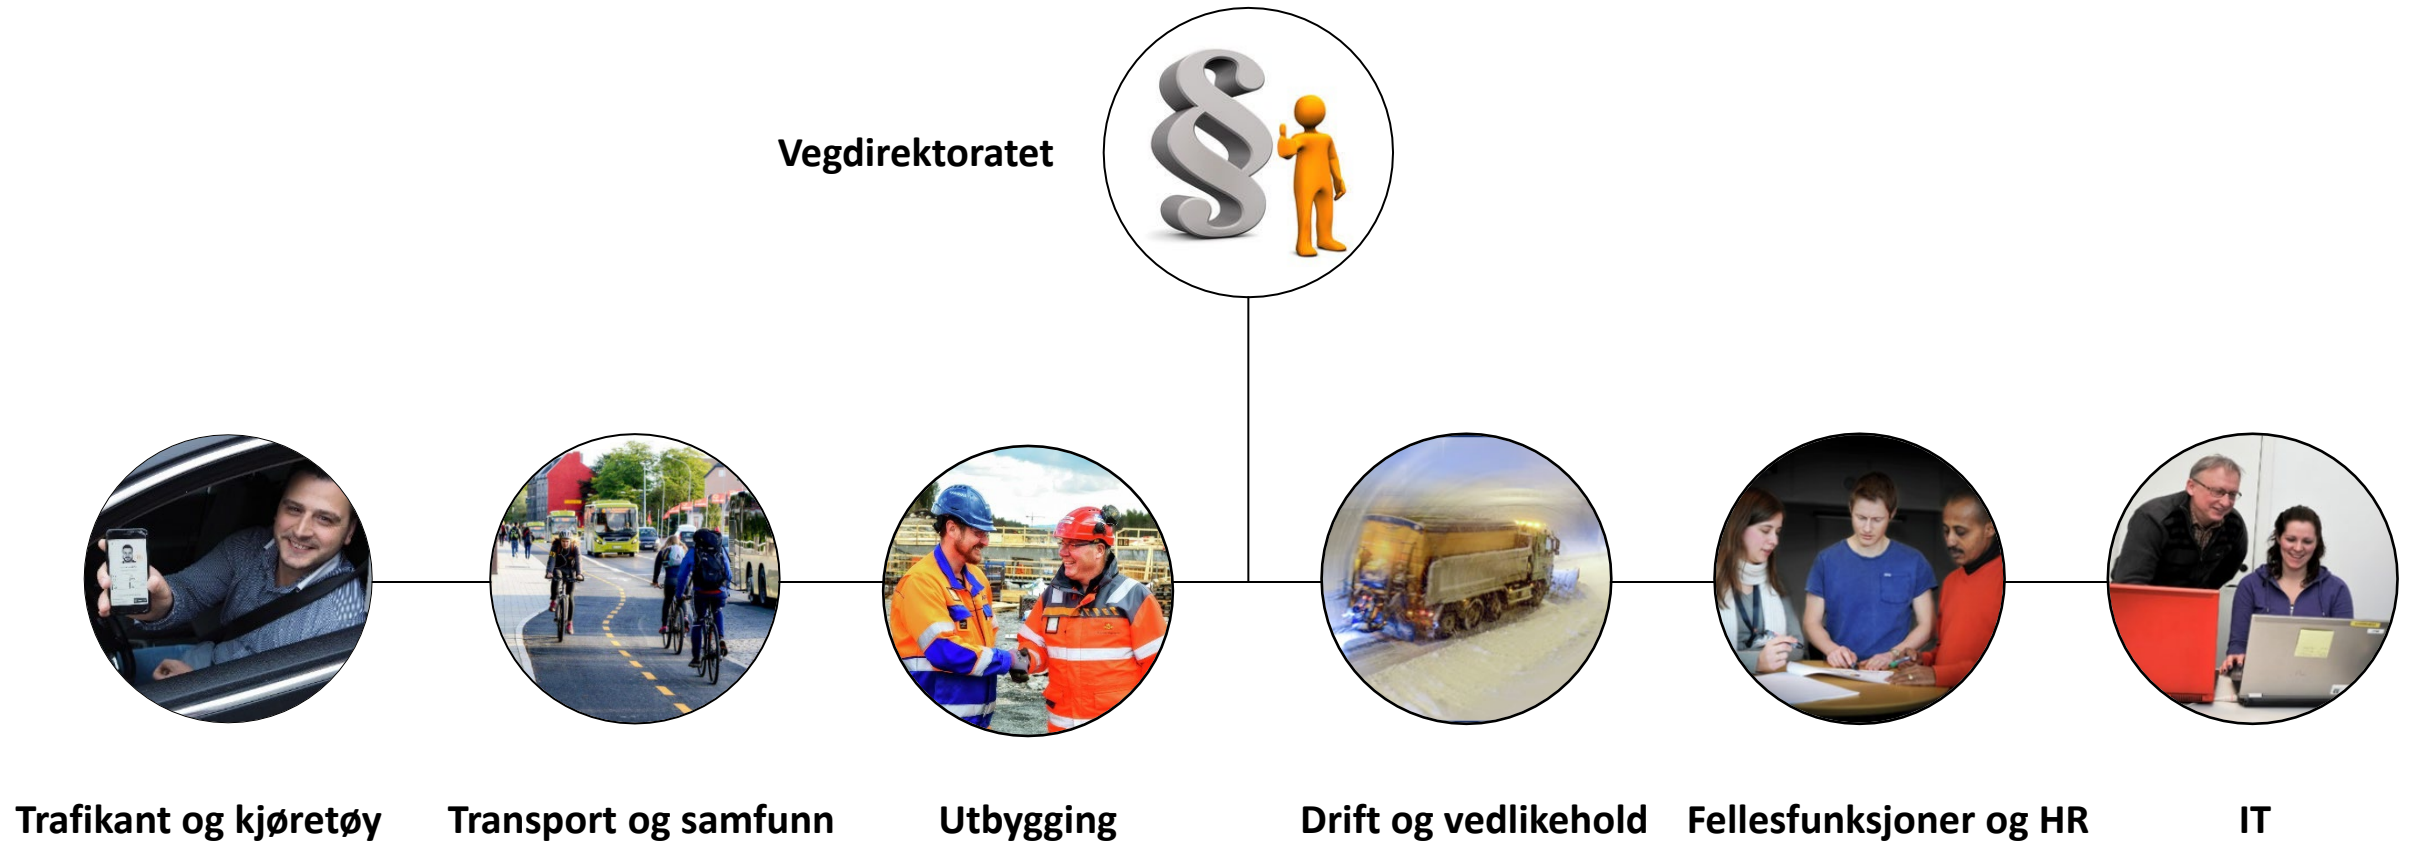 Vegdirektoratet
Trafikant og kjøretøy
Transport og samfunn
Utbygging
Drift og vedlikehold
Fellesfunksjoner og HR
IT